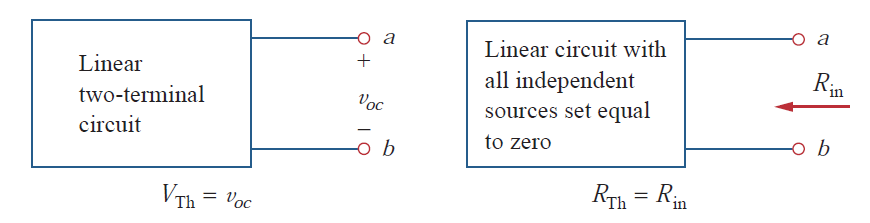 Linear
two-terminal
circuit
a
+
v_oc
−
b
V_Th = v_oc
Linear circuit with
all independent
sources set equal
to zero
a
R_in
b
R_Th = R_in